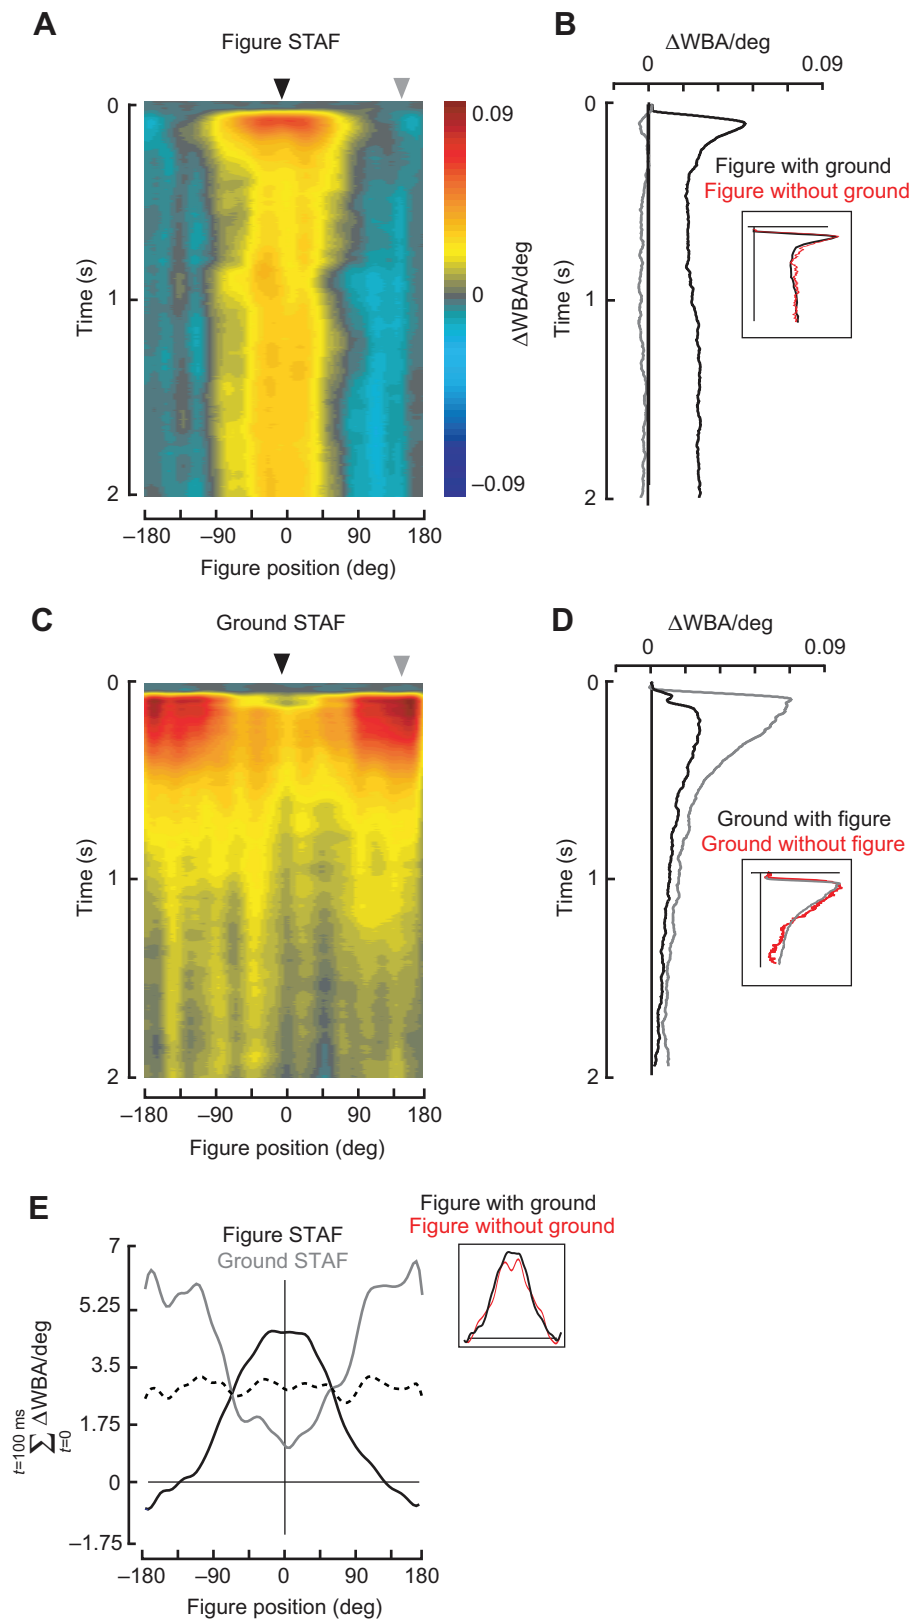 A
Figure STAF
0
1
2
Time (s)
−180 −90 0 90 180
Figure position (deg)
0.09
0
−0.09
ΔWBA/deg
B
ΔWBA/deg
0 0.09
0
1
2
Time (s)
Figure with ground
Figure without ground
C
Ground STAF
0
1
2
Time (s)
−180 −90 0 90 180
Figure position (deg)
D
ΔWBA/deg
0 0.09
0
1
2
Time (s)
Ground with figure
Ground without figure
E
Figure STAF
Ground STAF
7
5.25
3.5
1.75
0
−1.75
t=100 ms
∑ ΔWBA/deg
t=0
−180 −90 0 90 180
Figure position (deg)
Figure with ground
Figure without ground